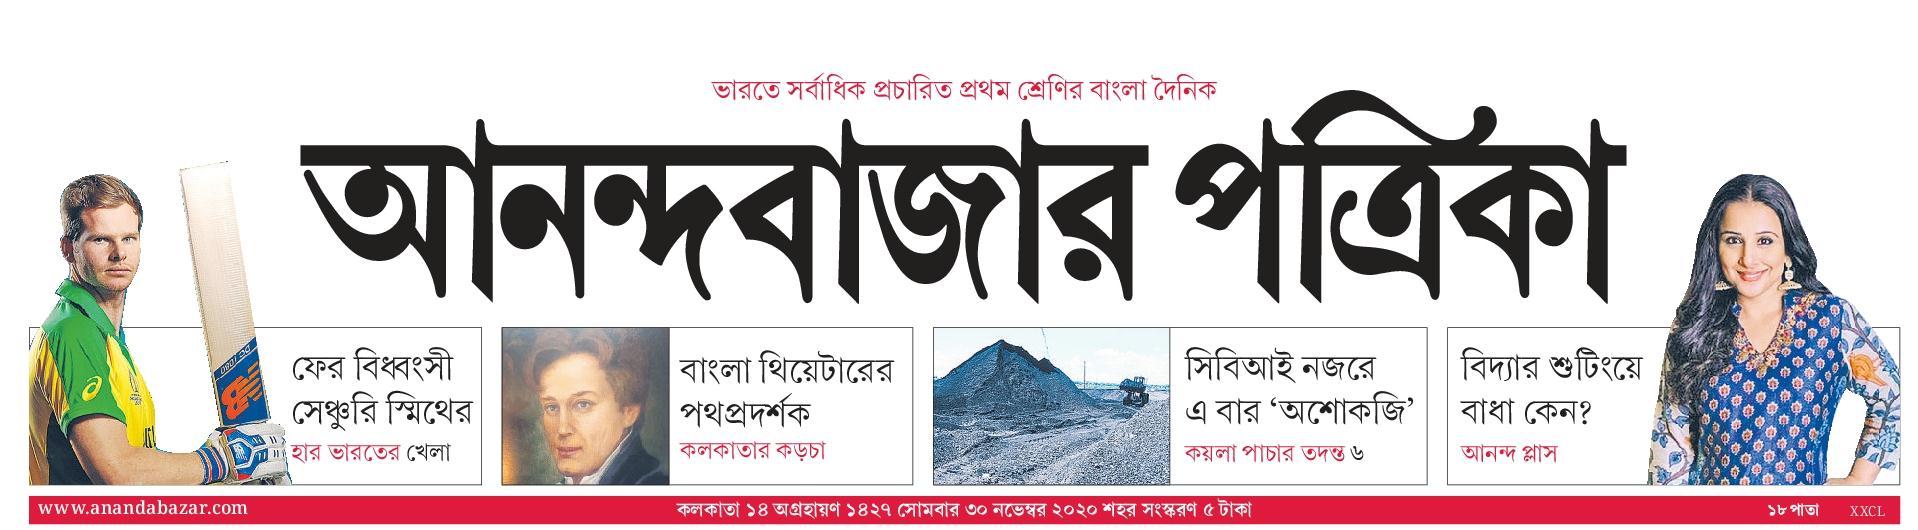 ভারতে সর্বাধিক প্রচারিত প্রথম শ্রেণির বাংলা দৈনিক
আনন্দবাজার পত্রিকা
ফের বিধ্বংসী
সেঞ্চুরি স্মিথের
হার ভারতের খেলা
বাংলা থিয়েটারের
পথপ্রদর্শক
কলকাতার কড়চা
সিবিআই নজরে
এ বার ‘অশোকজি’
কয়লা পাচার তদন্ত ৬
বিদ্যার শুটিংয়ে
বাধা কেন?
আনন্দ প্লাস
www.anandabazar.com
কলকাতা ১৪ অগ্রহায়ণ ১৪২৭ সোমবার ৩০ নভেম্বর ২০২০ শহর সংস্করণ ৫ টাকা
১৮ পাতা
XXCL